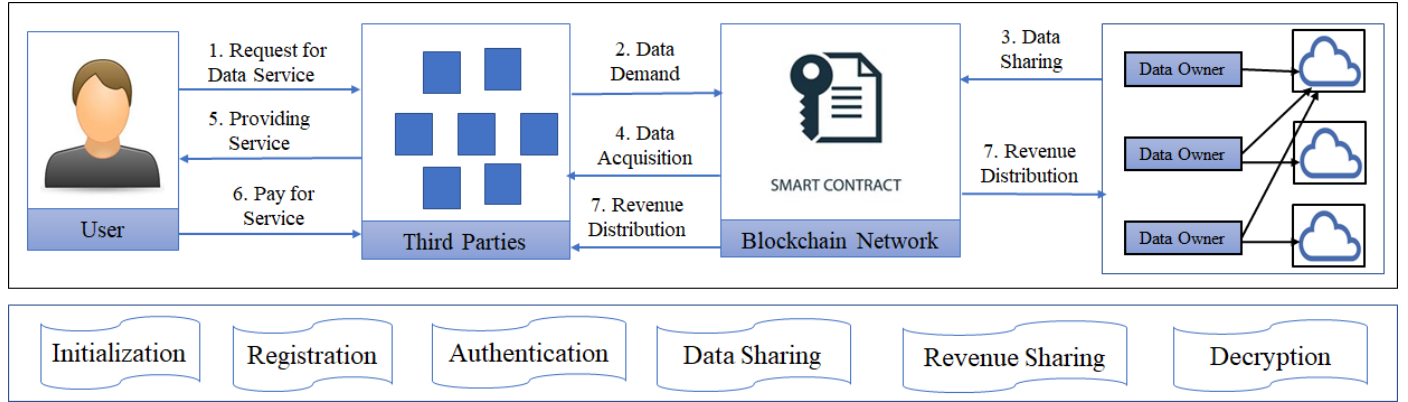 1. Request for
Data Service
5. Providing
Service
6. Pay for
Service
User
Third Parties
2. Data
Demand
4. Data
Acquisition
7. Revenue
Distribution
SMART CONTRACT
Blockchain Network
3. Data
Sharing
7. Revenue
Distribution
Data Owner
Data Owner
Data Owner
Initialization
Registration
Authentication
Data Sharing
Revenue Sharing
Decryption